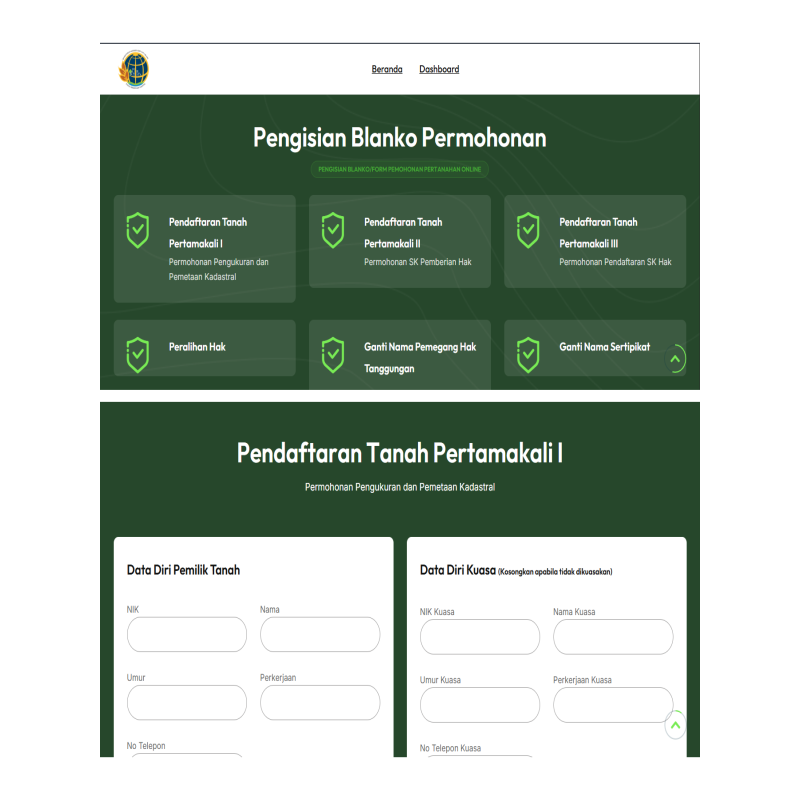 Beranda Dashboard
Pengisian Blanko Permohonan
PENGISIAN BLANKO/FORM PEMOHONAN PERTANAHAN ONLINE
Pendaftaran Tanah
Pertamakali I
Permohonan Pengukuran dan
Pemetaan Kadastral
Pendaftaran Tanah
Pertamakali II
Permohonan SK Pemberian Hak
Pendaftaran Tanah
Pertamakali III
Permohonan Pendaftaran SK Hak
Peralihan Hak
Ganti Nama Pemegang Hak
Tanggungan
Ganti Nama Sertipikat
Pendaftaran Tanah Pertamakali I
Permohonan Pengukuran dan Pemetaan Kadastral
Data Diri Pemilik Tanah
NIK Nama
Umur Perkerjaan
No Telepon
Data Diri Kuasa (Kosongkan apabila tidak dikuasakan)
NIK Kuasa Nama Kuasa
Umur Kuasa Perkerjaan Kuasa
No Telepon Kuasa